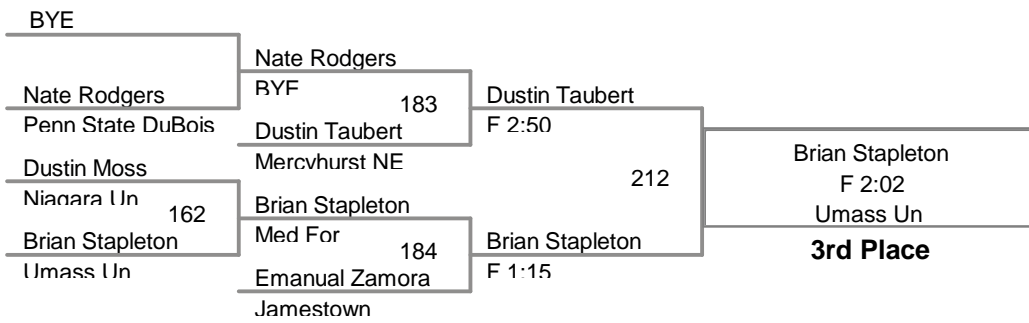 BYE
Nate Rodgers
Penn State DuBois
Dustin Moss
Niagara Un
162
Brian Stapleton
Umass Un
Nate Rodgers
BYE
183
Dustin Taubert
Mercyhurst NE
Brian Stapleton
Med For
184
Emanual Zamora
Jamestown
Dustin Taubert
F 2:50
212
Brian Stapleton
F 1:15
Brian Stapleton
F 2:02
Umass Un
3rd Place